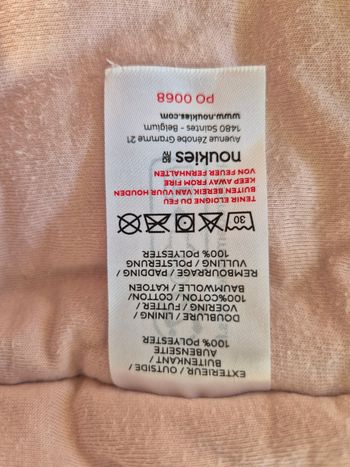 EXTERIEUR / OUTSIDE /
BUITENKANT /
AUBENSEITE
100% POLYESTER
DOUBLURE / LINING /
VOERING / FUTTER /
100%COTON / COTTON /
BAUMWOLLE / KATOEN
REMBOURRAGE / PADDING /
VULLING / POLSTERUNG /
100% POLYESTER
30
TENIR ELOIGNE DU FEU
BUITEN BEREIK VAN VUUR HOUDEN
KEEP AWAY FROM FIRE
VON FEUER FERNHALTEN
noukies
Avenue Zénobe Gramme 21
1480 Saintes - Belgium
www.noukies.com
PO 0068